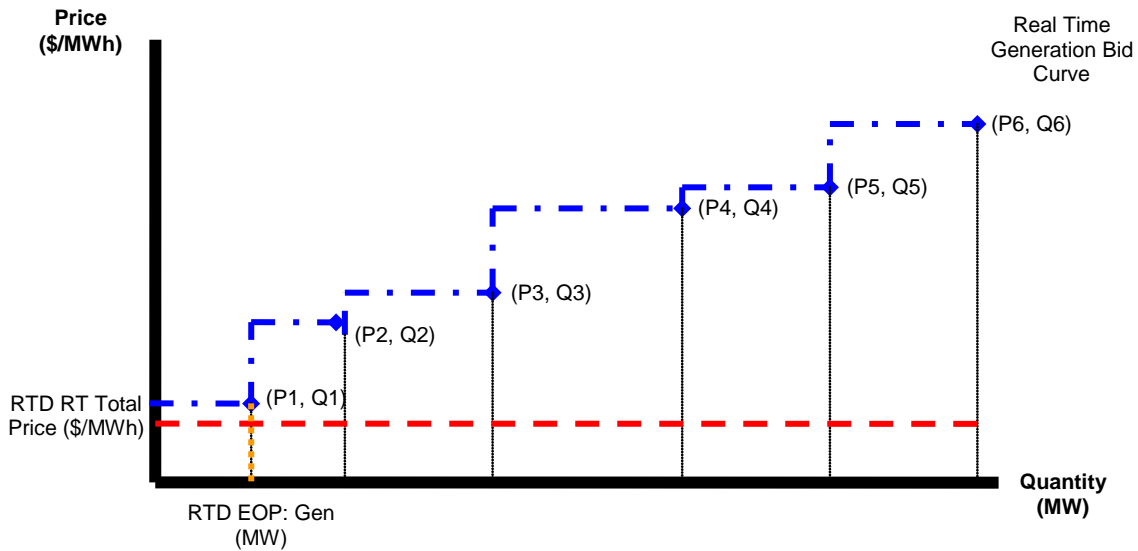 Price
($/MWh)
Real Time
Generation Bid
Curve
(P6, Q6)
(P5, Q5)
(P4, Q4)
(P3, Q3)
(P2, Q2)
(P1, Q1)
RTD RT Total
Price ($/MWh)
Quantity
(MW)
RTD EOP: Gen
(MW)